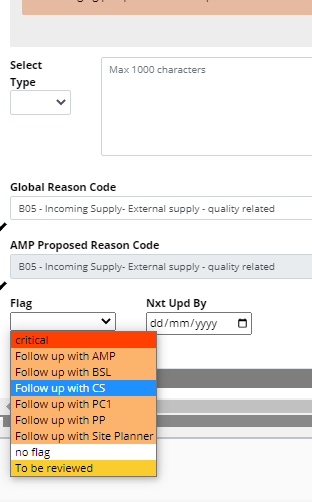 Select
Type
Max 1000 characters
Global Reason Code
B05 - Incoming Supply- External supply - quality related
AMP Proposed Reason Code
B05 - Incoming Supply- External supply - quality related
Flag
Nxt Upd By
dd/mm/yyyy
critical
Follow up with AMP
Follow up with BSL
Follow up with CS
Follow up with PC1
Follow up with PP
Follow up with Site Planner
no flag
To be reviewed